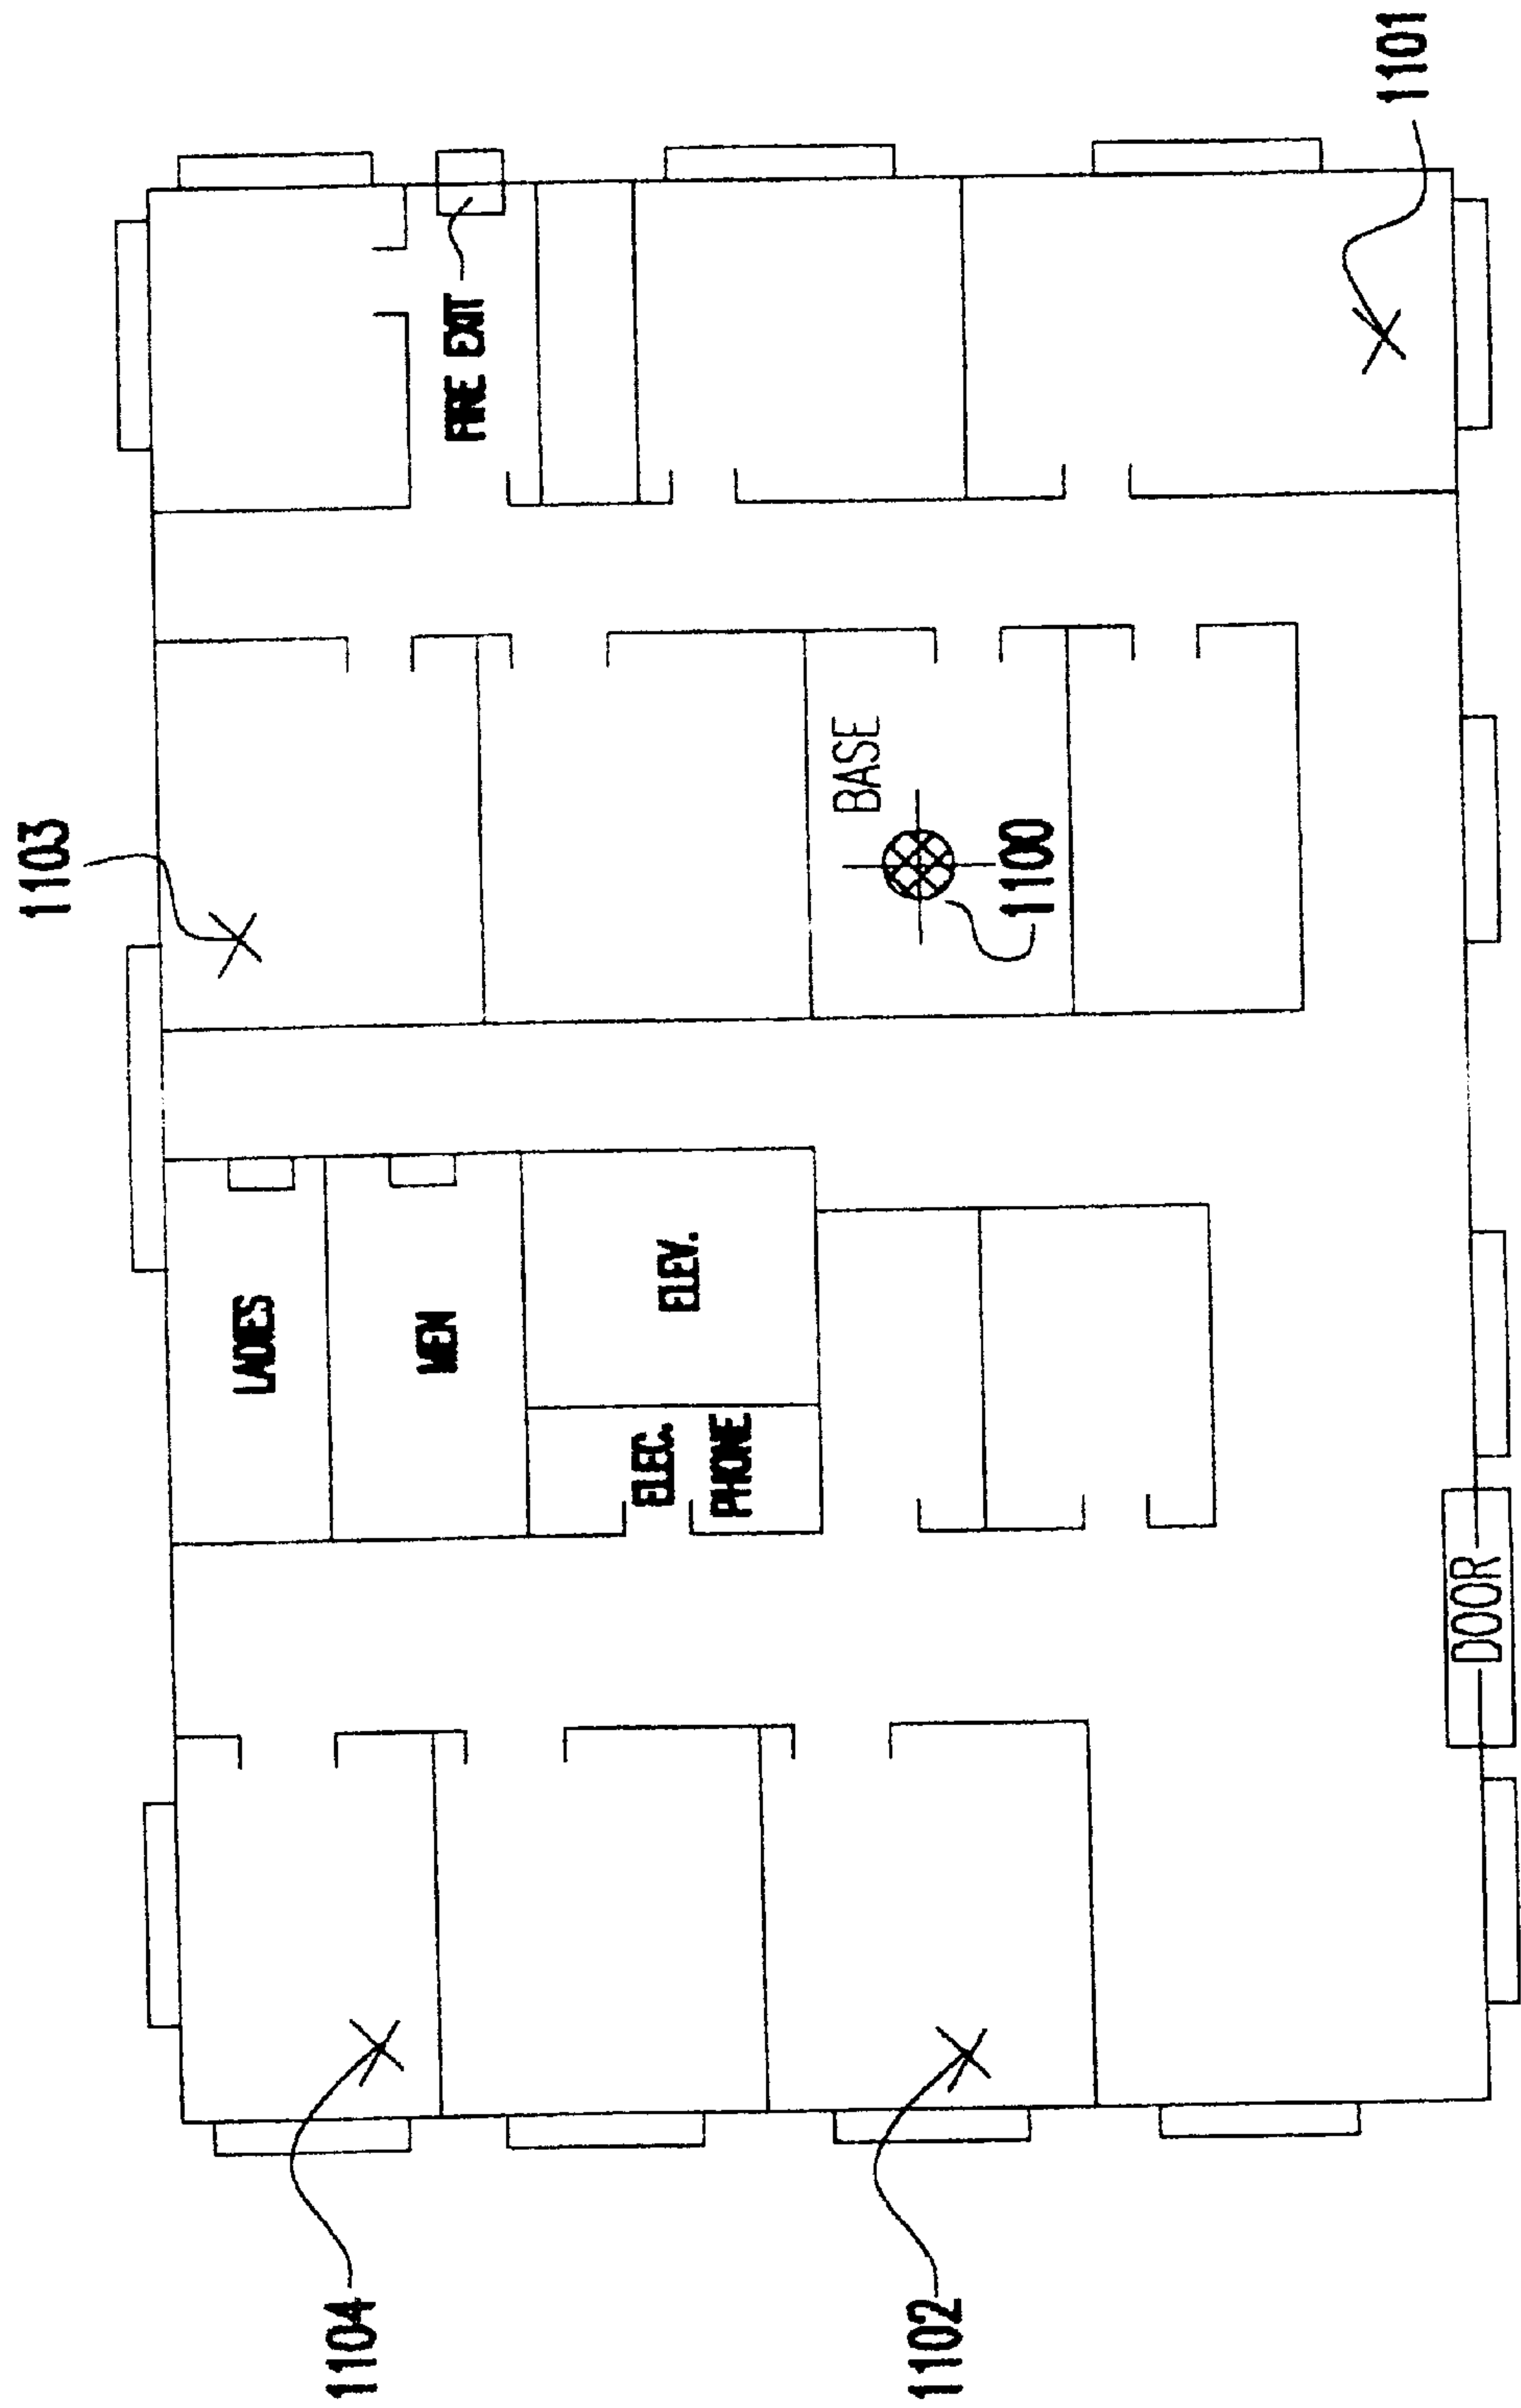 1103
1101
FIRE EXIT
BASE
1100
LADIES
MEN
ELEV.
ELEC.
PHONE
DOOR
1104
1102